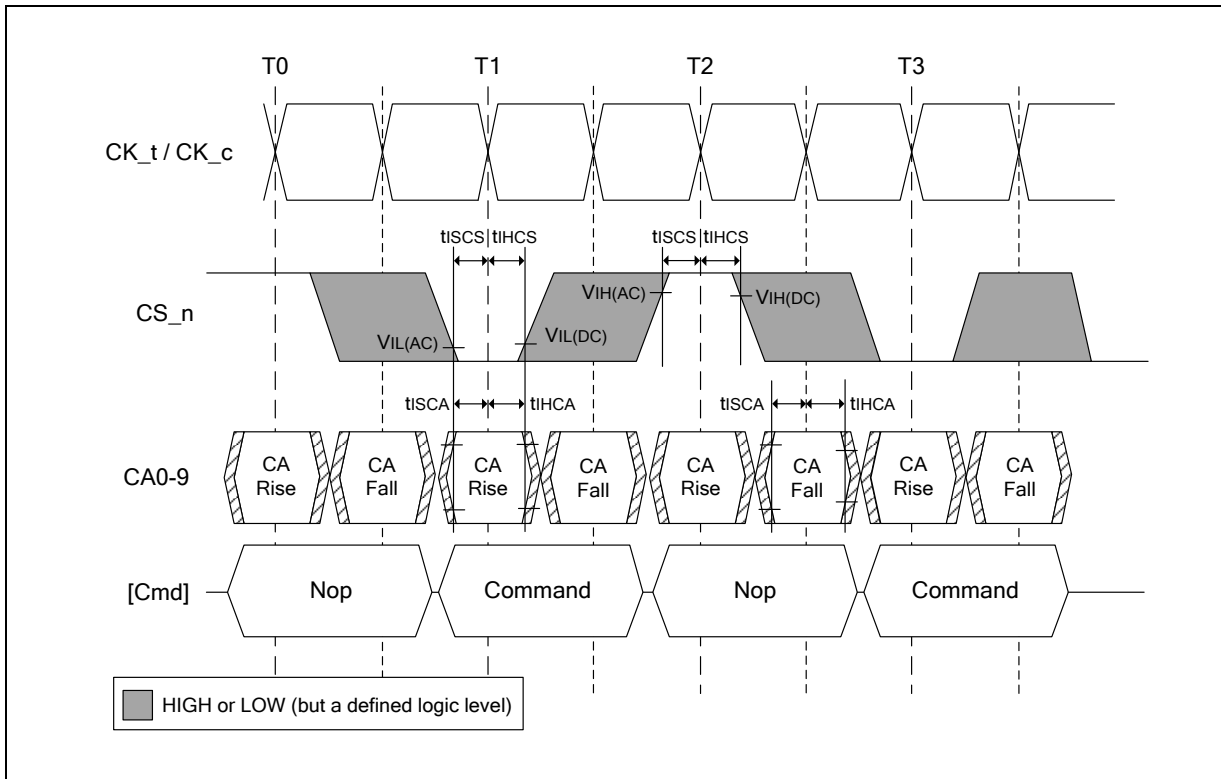 T0 T1 T2 T3
CK_t / CK_c
tISCS tIHCS tISCS tIHCS
CS_n
VIH(AC) VIH(DC)
VIL(AC) VIL(DC)
tISCA tIHCA tISCA tIHCA
CA0-9
CA Rise
CA Fall
CA Rise
CA Fall
CA Rise
CA Fall
CA Rise
CA Fall
[Cmd] Nop Command Nop Command
HIGH or LOW (but a defined logic level)